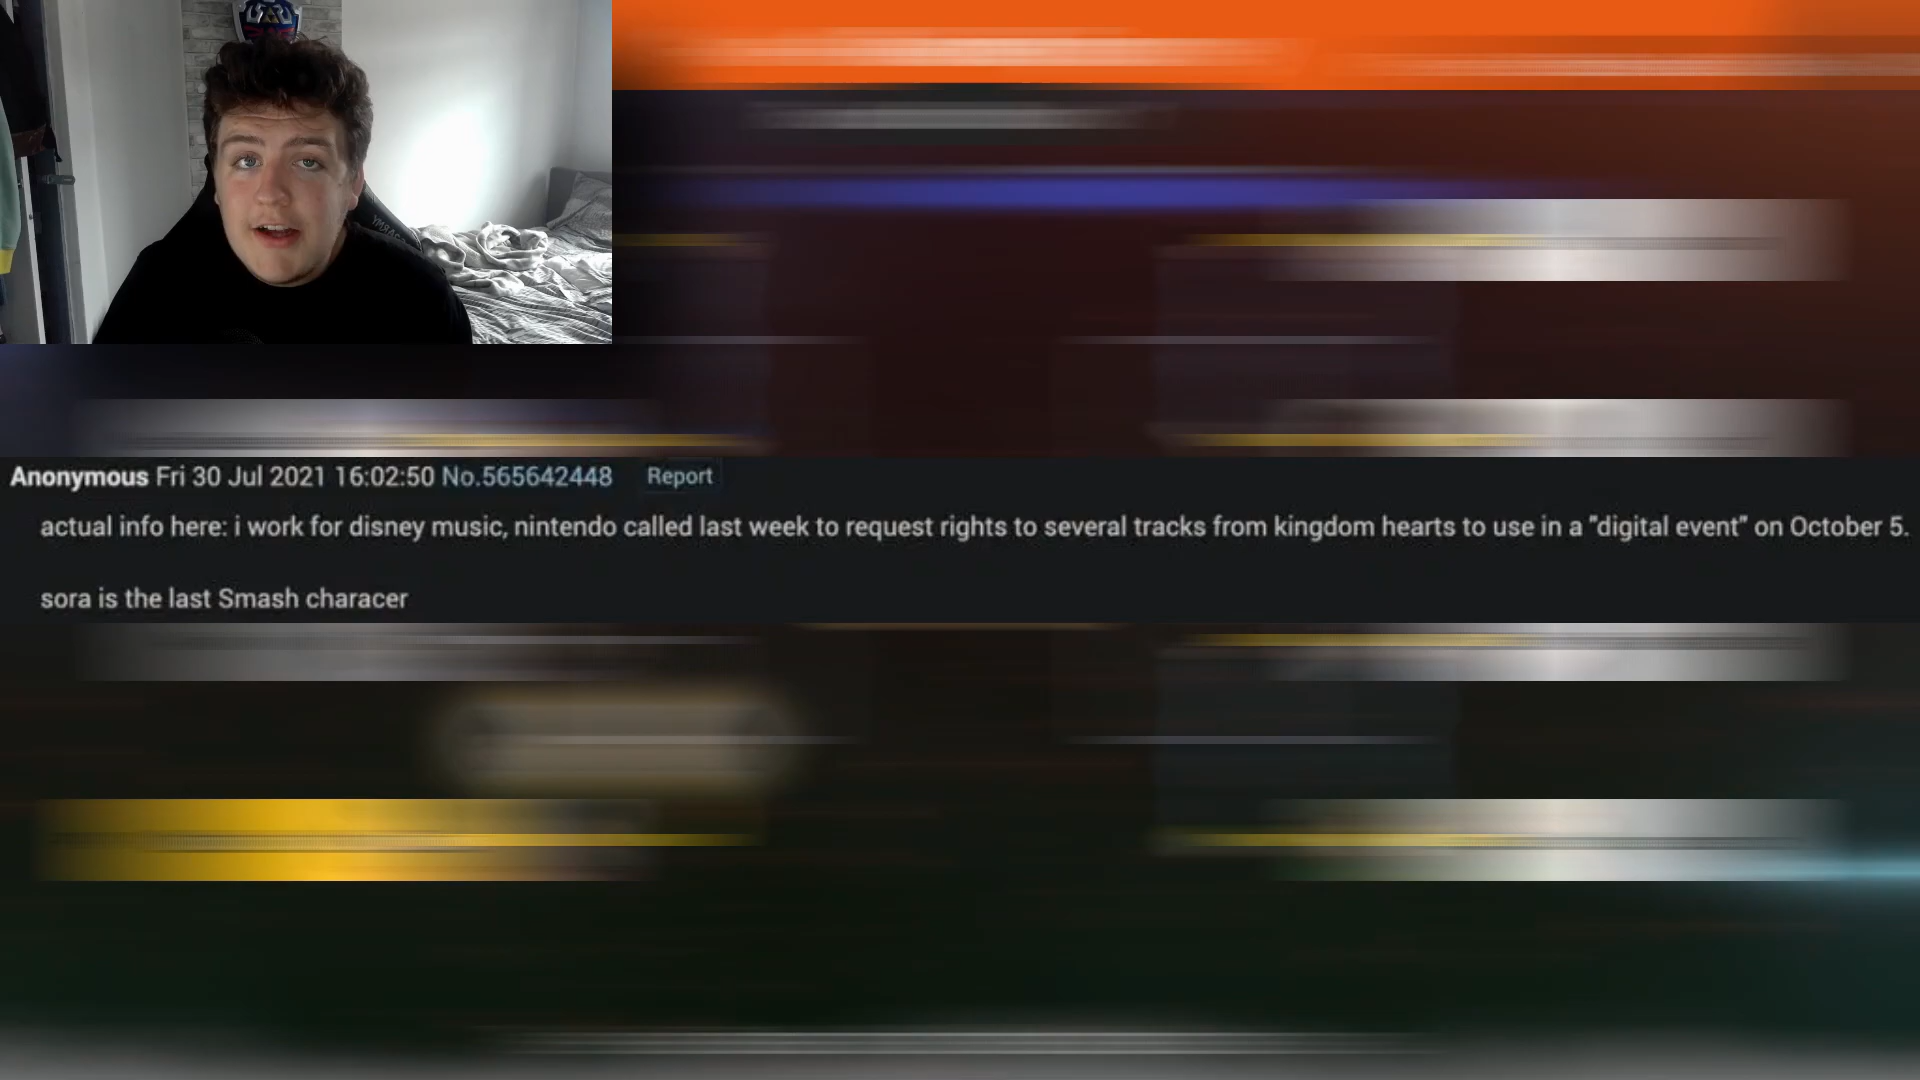 Anonymous Fri 30 Jul 2021 16:02:50 No.565642448 Report
actual info here: i work for disney music, nintendo called last week to request rights to several tracks from kingdom hearts to use in a "digital event" on October 5.
sora is the last Smash characer